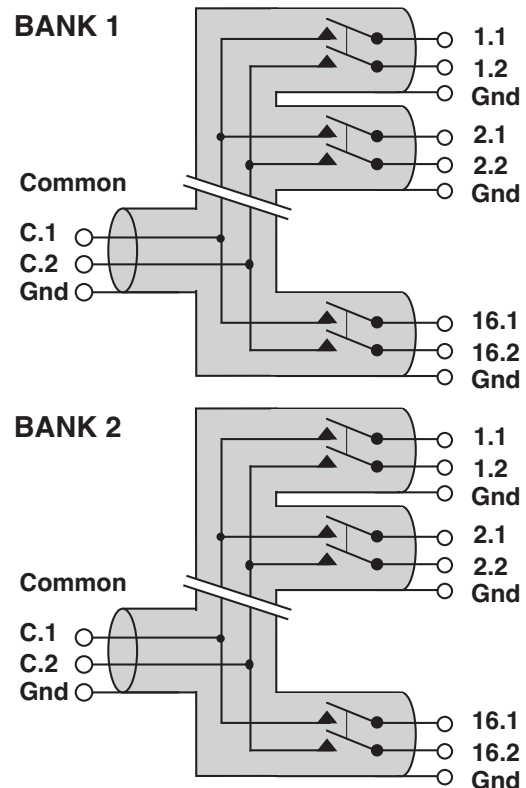 BANK 1
1.1
1.2
Gnd
2.1
2.2
Gnd
Common
C.1
C.2
Gnd
16.1
16.2
Gnd
BANK 2
1.1
1.2
Gnd
2.1
2.2
Gnd
Common
C.1
C.2
Gnd
16.1
16.2
Gnd